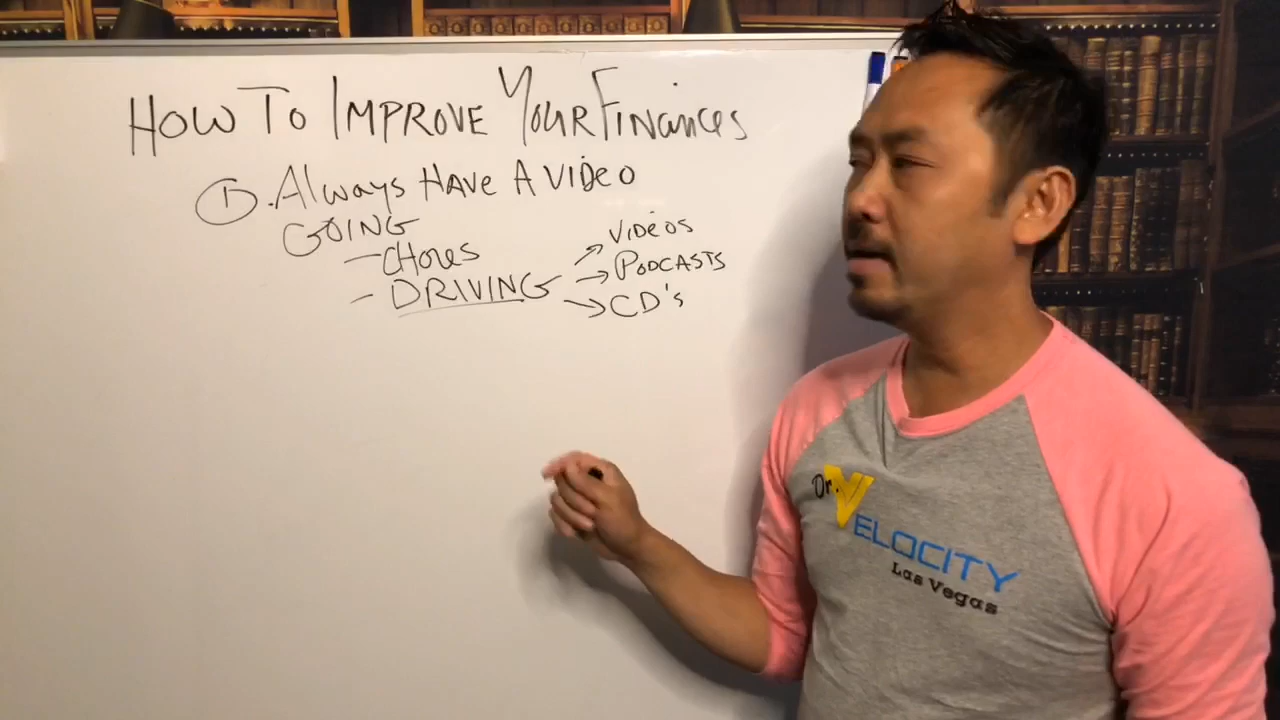 HOW TO IMPROVE YOUR FINANCES
①. ALWAYS HAVE A VIDEO
GOING
- CHORES
- DRIVING
→ VIDEOS
→ PODCASTS
→ CD's
Dr. VELOCITY
Las Vegas